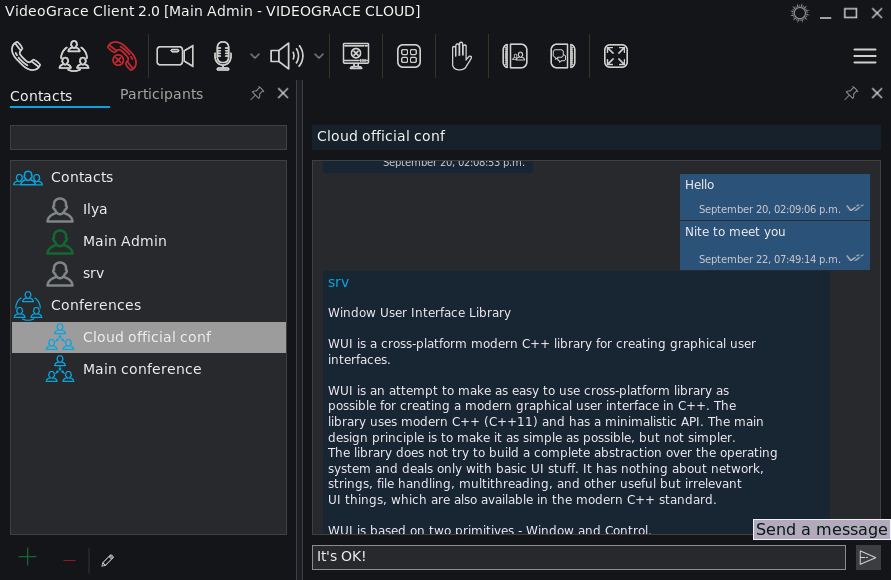 VideoGrace Client 2.0 [Main Admin - VIDEOGRACE CLOUD]
Contacts
Participants
Contacts
Ilya
Main Admin
srv
Conferences
Cloud official conf
Main conference
Cloud official conf
September 20, 02:08:53 p.m.
Hello
September 20, 02:09:06 p.m.
Nite to meet you
September 22, 07:49:14 p.m.
srv
Window User Interface Library
WUI is a cross-platform modern C++ library for creating graphical user
interfaces.
WUI is an attempt to make as easy to use cross-platform library as
possible for creating a modern graphical user interface in C++. The
library uses modern C++ (C++11) and has a minimalistic API. The main
design principle is to make it as simple as possible, but not simpler.
The library does not try to build a complete abstraction over the operating
system and deals only with basic UI stuff. It has nothing about network,
strings, file handling, multithreading, and other useful but irrelevant
UI things, which are also available in the modern C++ standard.
WUI is based on two primitives - Window and Control.
Send a message
It's OK!